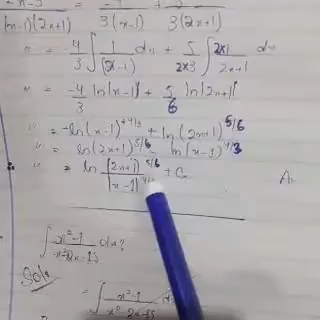 (x-1)(2x+1) 3(x-1) 3(2x+1)
" = -4/3 ∫ 1/(x-1) dx + 5/(2×3) ∫ 2×1/(2x+1) dx
" = -4/3 ln|x-1| + 5/6 ln|2x+1|
" = -ln(x-1)^4/3 + ln(2x+1)^5/6
" = ln(2x+1)^5/6 - ln(x-1)^4/3
" = ln |2x+1|^5/6 / |x-1|^4/3 + C
∫ x²-1 / x²-2x-15 dx?
Sol:
= ∫ x²-1 / x²-2x-15